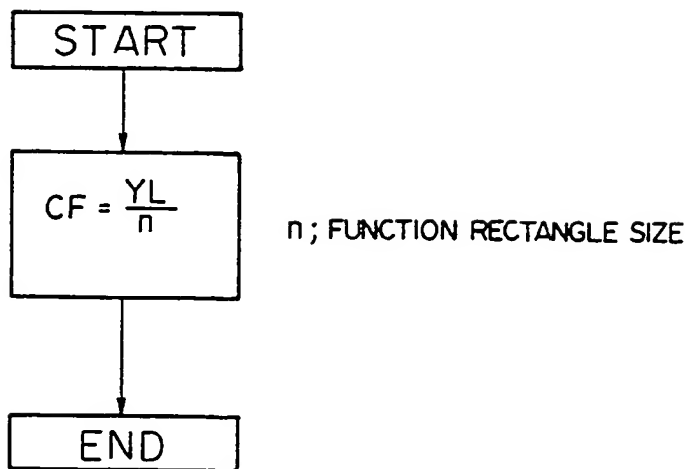 START
CF = YL/n
n; FUNCTION RECTANGLE SIZE
END